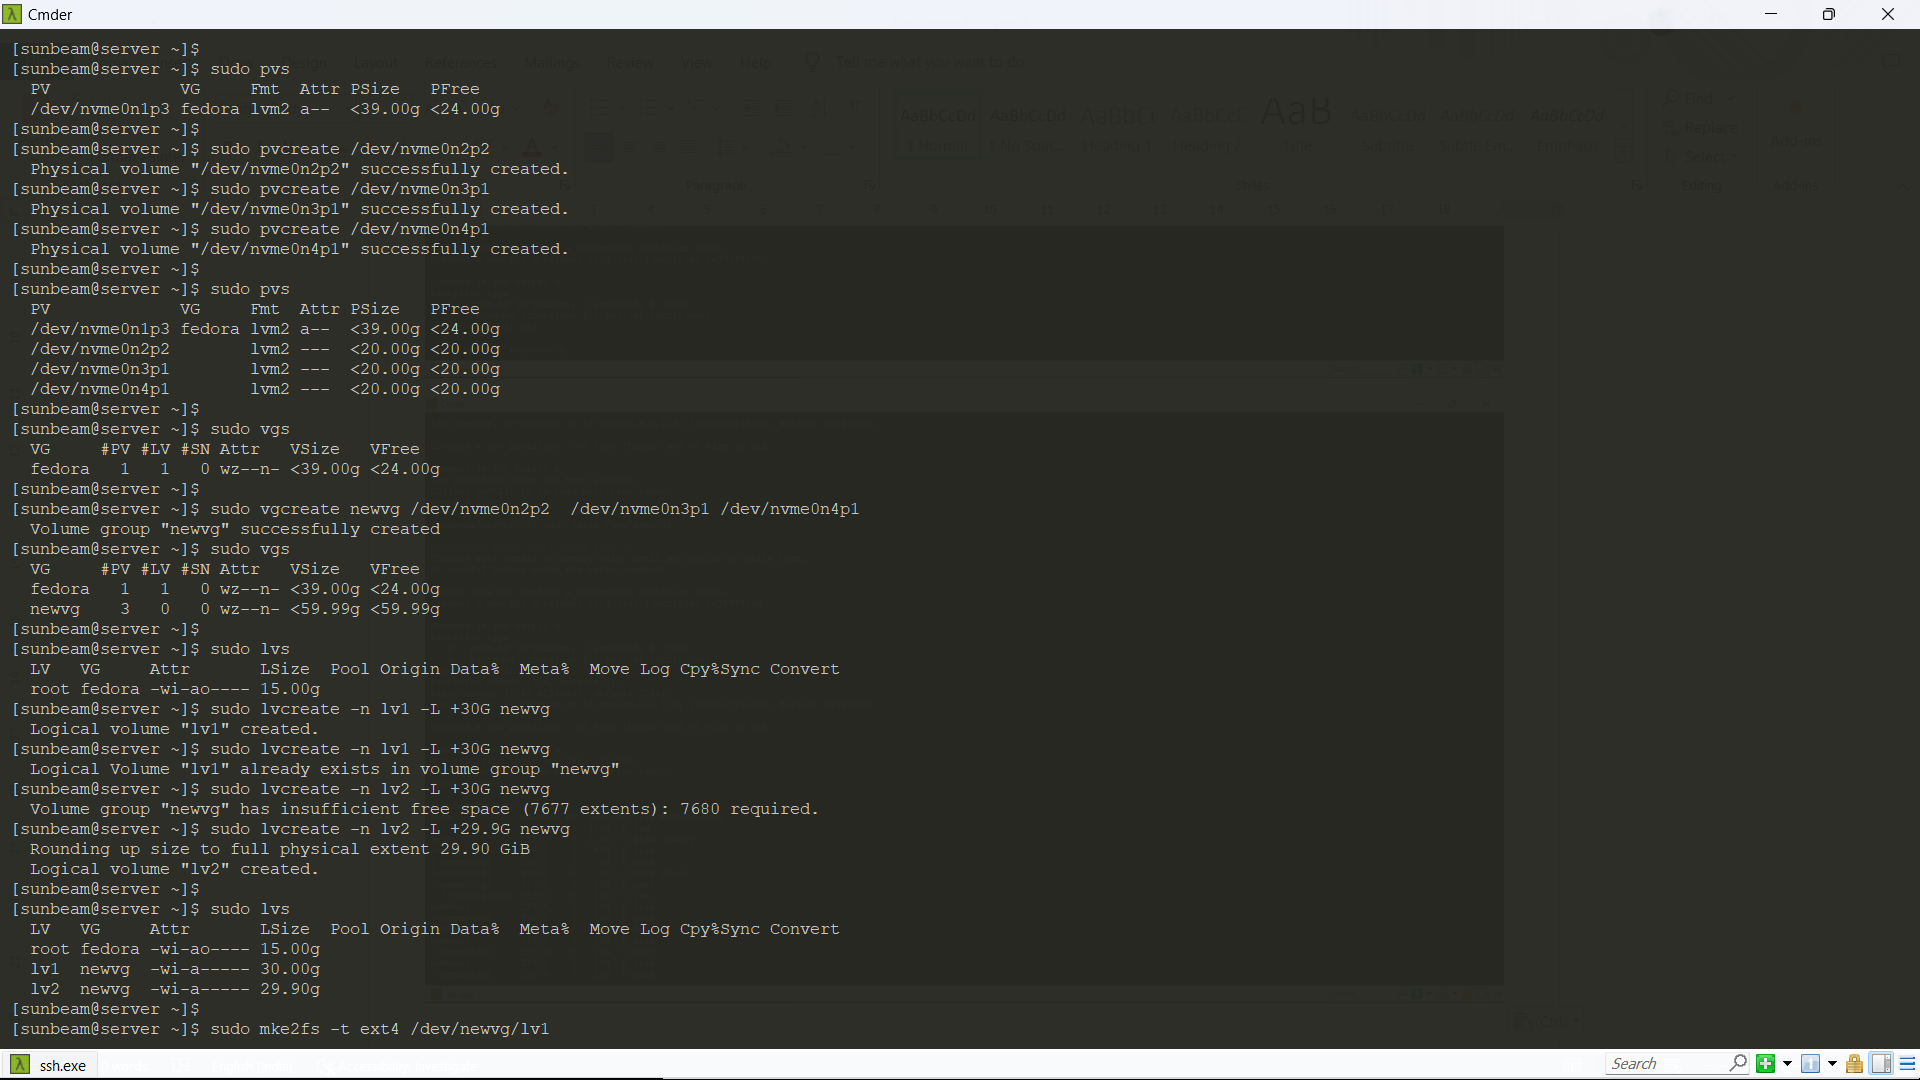 Cmder
[sunbeam@server ~]$
[sunbeam@server ~]$ sudo pvs
  PV             VG     Fmt  Attr PSize   PFree
  /dev/nvme0n1p3 fedora lvm2 a--  <39.00g <24.00g
[sunbeam@server ~]$
[sunbeam@server ~]$ sudo pvcreate /dev/nvme0n2p2
  Physical volume "/dev/nvme0n2p2" successfully created.
[sunbeam@server ~]$ sudo pvcreate /dev/nvme0n3p1
  Physical volume "/dev/nvme0n3p1" successfully created.
[sunbeam@server ~]$ sudo pvcreate /dev/nvme0n4p1
  Physical volume "/dev/nvme0n4p1" successfully created.
[sunbeam@server ~]$
[sunbeam@server ~]$ sudo pvs
  PV             VG     Fmt  Attr PSize   PFree
  /dev/nvme0n1p3 fedora lvm2 a--  <39.00g <24.00g
  /dev/nvme0n2p2        lvm2 ---  <20.00g <20.00g
  /dev/nvme0n3p1        lvm2 ---  <20.00g <20.00g
  /dev/nvme0n4p1        lvm2 ---  <20.00g <20.00g
[sunbeam@server ~]$
[sunbeam@server ~]$ sudo vgs
  VG     #PV #LV #SN Attr   VSize   VFree
  fedora   1   1   0 wz--n- <39.00g <24.00g
[sunbeam@server ~]$
[sunbeam@server ~]$ sudo vgcreate newvg /dev/nvme0n2p2  /dev/nvme0n3p1 /dev/nvme0n4p1
  Volume group "newvg" successfully created
[sunbeam@server ~]$ sudo vgs
  VG     #PV #LV #SN Attr   VSize   VFree
  fedora   1   1   0 wz--n- <39.00g <24.00g
  newvg    3   0   0 wz--n- <59.99g <59.99g
[sunbeam@server ~]$
[sunbeam@server ~]$ sudo lvs
  LV   VG     Attr       LSize  Pool Origin Data%  Meta%  Move Log Cpy%Sync Convert
  root fedora -wi-ao---- 15.00g
[sunbeam@server ~]$ sudo lvcreate -n lv1 -L +30G newvg
  Logical volume "lv1" created.
[sunbeam@server ~]$ sudo lvcreate -n lv1 -L +30G newvg
  Logical Volume "lv1" already exists in volume group "newvg"
[sunbeam@server ~]$ sudo lvcreate -n lv2 -L +30G newvg
  Volume group "newvg" has insufficient free space (7677 extents): 7680 required.
[sunbeam@server ~]$ sudo lvcreate -n lv2 -L +29.9G newvg
  Rounding up size to full physical extent 29.90 GiB
  Logical volume "lv2" created.
[sunbeam@server ~]$
[sunbeam@server ~]$ sudo lvs
  LV   VG     Attr       LSize  Pool Origin Data%  Meta%  Move Log Cpy%Sync Convert
  root fedora -wi-ao---- 15.00g
  lv1  newvg  -wi-a----- 30.00g
  lv2  newvg  -wi-a----- 29.90g
[sunbeam@server ~]$
[sunbeam@server ~]$ sudo mke2fs -t ext4 /dev/newvg/lv1
ssh.exe
Search